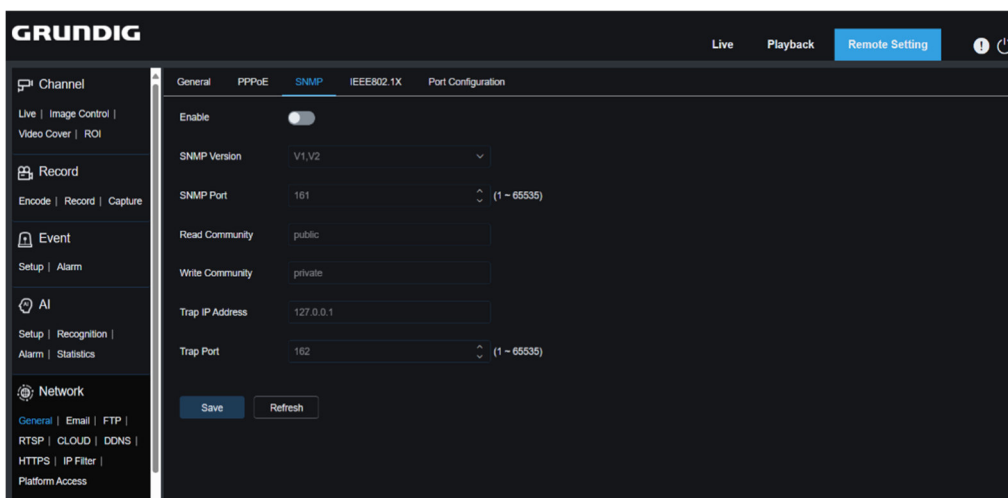 GRUNDIG
Live Playback Remote Setting
Channel
Live | Image Control |
Video Cover | ROI
Record
Encode | Record | Capture
Event
Setup | Alarm
AI
Setup | Recognition |
Alarm | Statistics
Network
General | Email | FTP |
RTSP | CLOUD | DDNS |
HTTPS | IP Filter |
Platform Access
General PPPoE SNMP IEEE802.1X Port Configuration
Enable
SNMP Version V1,V2
SNMP Port 161 (1 ~ 65535)
Read Community public
Write Community private
Trap IP Address 127.0.0.1
Trap Port 162 (1 ~ 65535)
Save Refresh